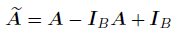 Ã = A − I_B A + I_B